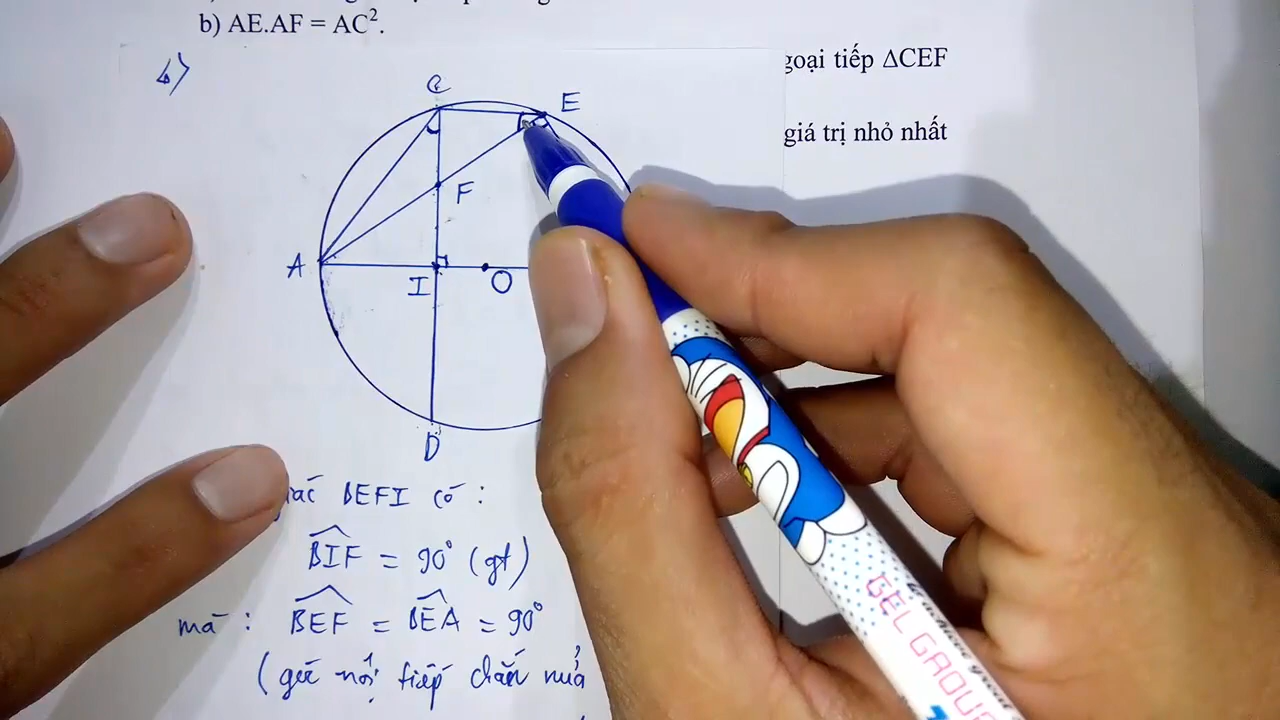 b) AE.AF = AC².
goại tiếp ΔCEF
giá trị nhỏ nhất
b)
C
E
F
A
I
O
D
giác BEFI có :
BIF = 90° (gt)
mà : BEF = BEA = 90°
(góc nội tiếp chắn nửa
GEL GAROU